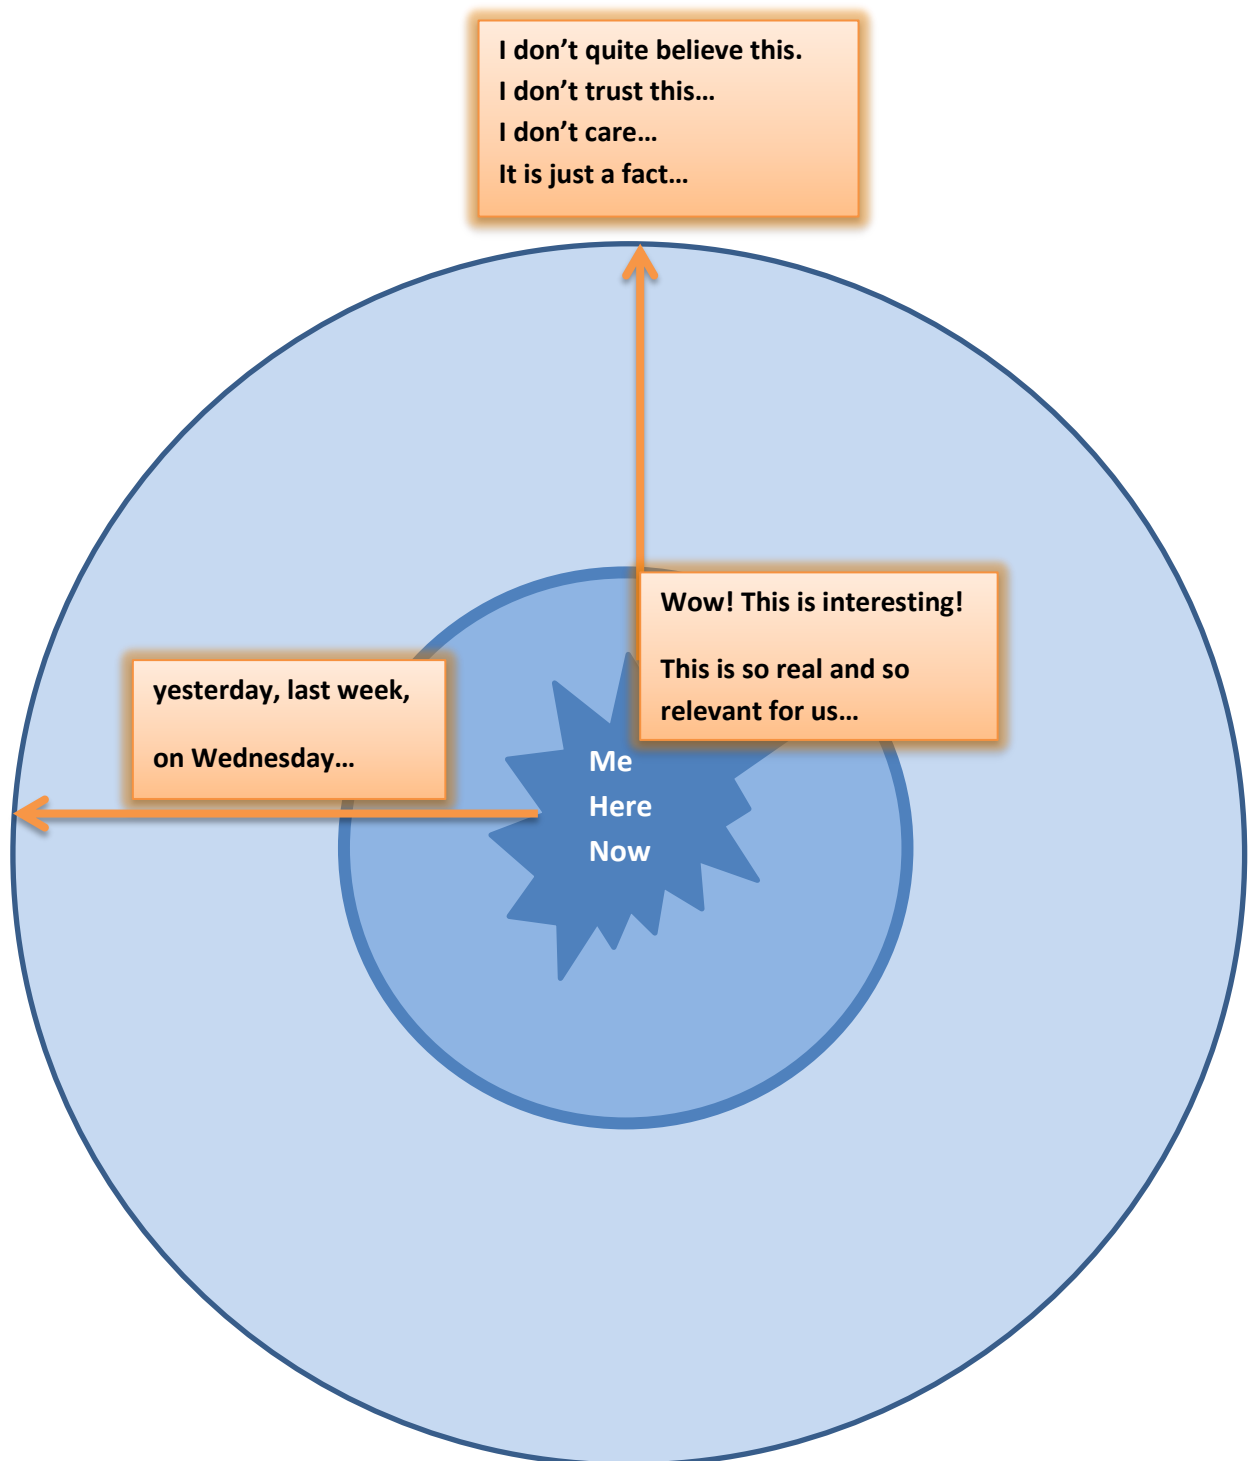 I don’t quite believe this.
I don’t trust this…
I don’t care…
It is just a fact…
Wow! This is interesting!
This is so real and so
relevant for us…
yesterday, last week,
on Wednesday…
Me
Here
Now